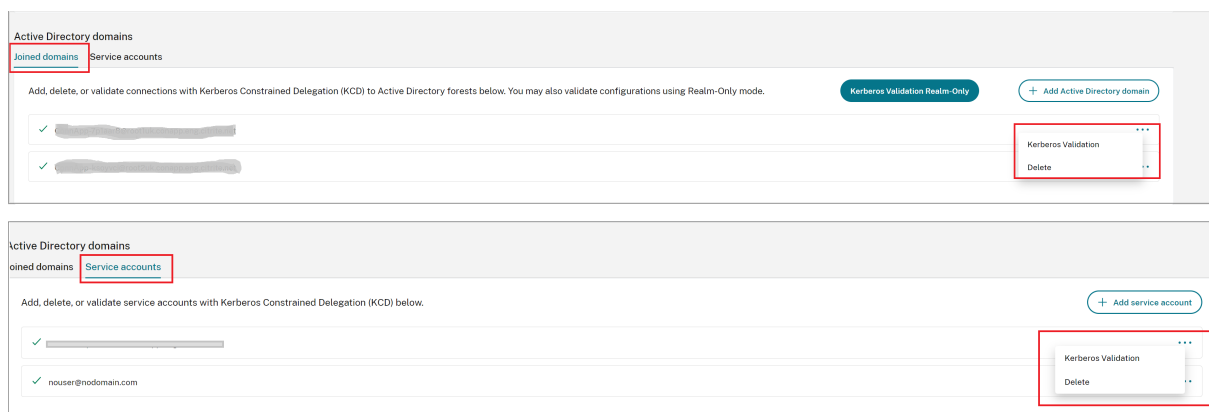 Active Directory domains
Joined domains Service accounts
Add, delete, or validate connections with Kerberos Constrained Delegation (KCD) to Active Directory forests below. You may also validate configurations using Realm-Only mode.
Kerberos Validation Realm-Only
+ Add Active Directory domain
Kerberos Validation
Delete
Active Directory domains
oined domains Service accounts
Add, delete, or validate service accounts with Kerberos Constrained Delegation (KCD) below.
+ Add service account
Kerberos Validation
nouser@nodomain.com
Delete